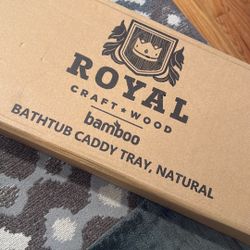 ROYAL
CRAFT★WOOD
bamboo
BATHTUB CADDY TRAY, NATURAL